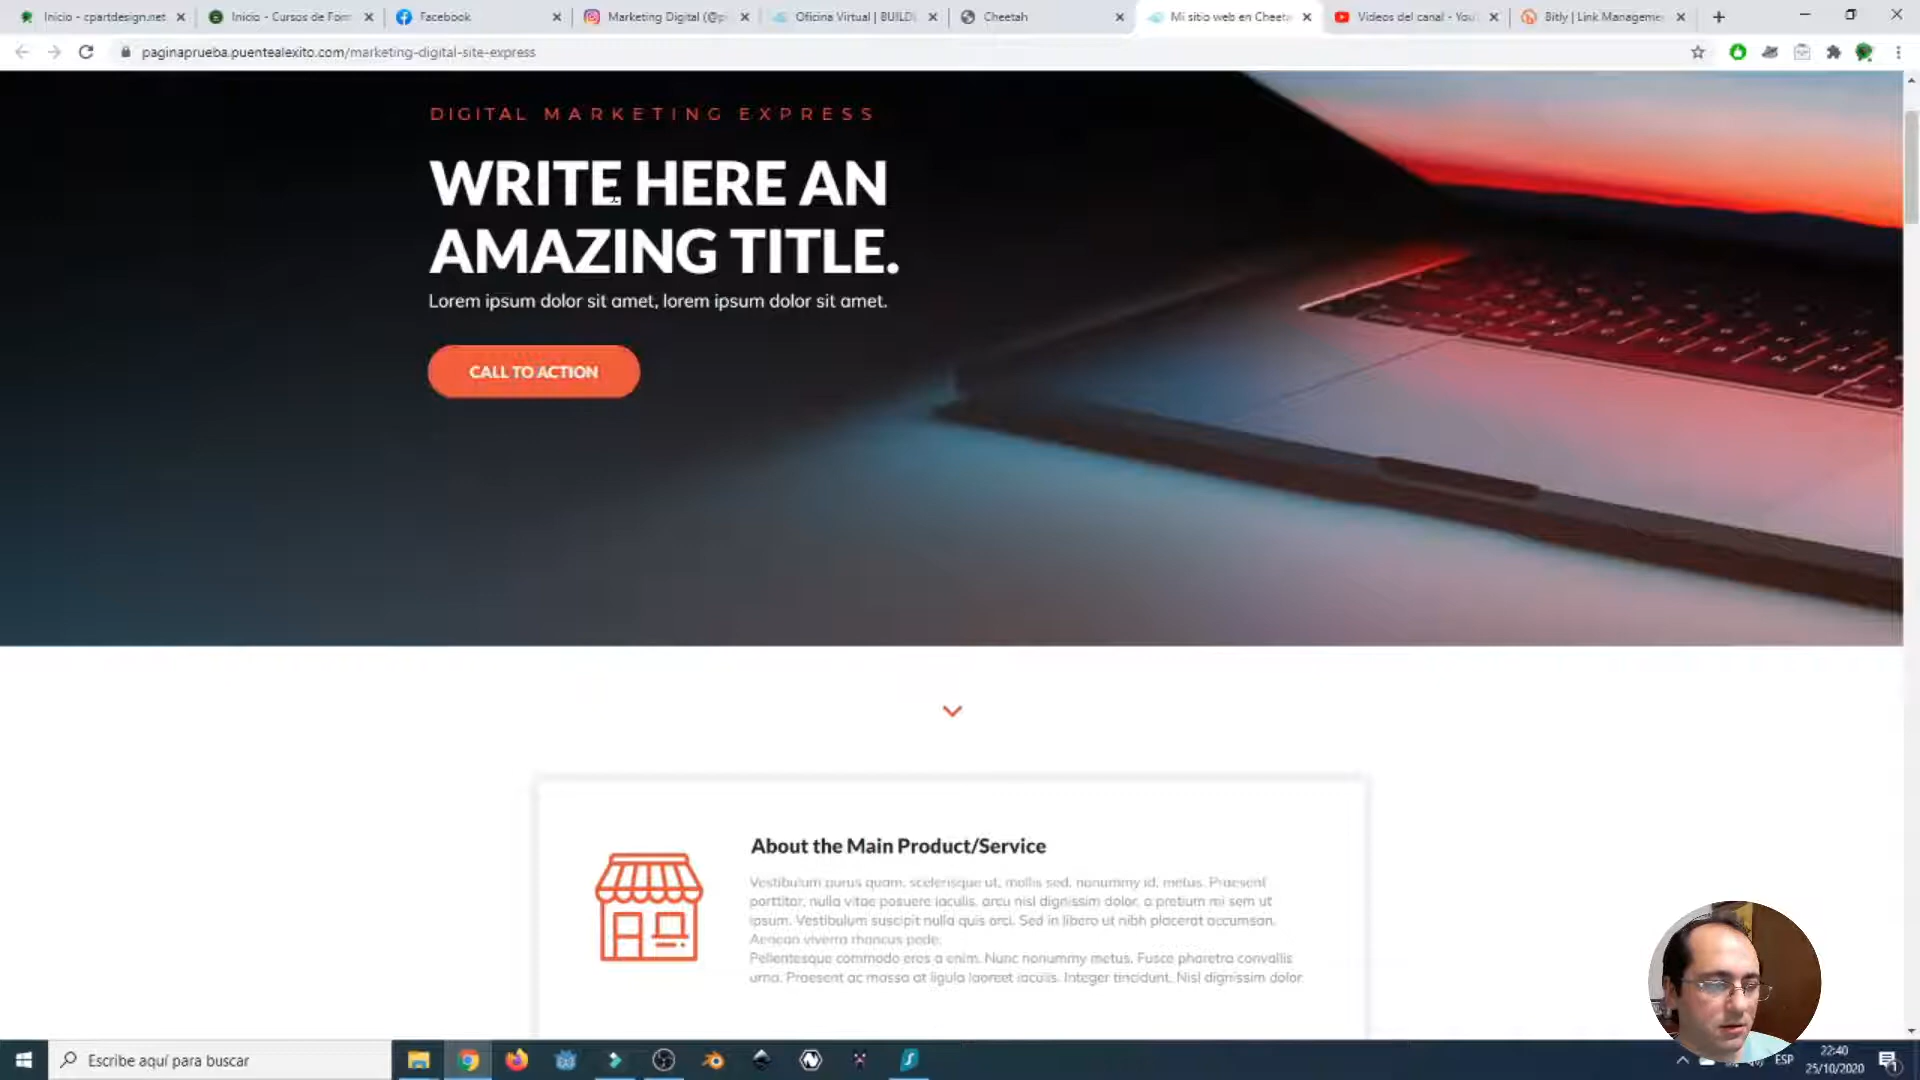 Inicio - cpartdesign.net
Inicio - Cursos de Form
Facebook
Marketing Digital (@p
Oficina Virtual | BUILD
Cheetah
Mi sitio web en Cheeta
Videos del canal - You
Bitly | Link Manageme
paginaprueba.puentealexito.com/marketing-digital-site-express
DIGITAL MARKETING EXPRESS
WRITE HERE AN
AMAZING TITLE.
Lorem ipsum dolor sit amet, lorem ipsum dolor sit amet.
CALL TO ACTION
About the Main Product/Service
Vestibulum purus quam, scelerisque ut, mollis sed, nonummy id, metus. Praesent
porttitor, nulla vitae posuere iaculis, arcu nisl dignissim dolor, a pretium mi sem ut
ipsum. Vestibulum suscipit nulla quis orci. Sed in libero ut nibh placerat accumsan.
Aenean viverra rhoncus pede.
Pellentesque commodo eros a enim. Nunc nonummy metus. Fusce pharetra convallis
urna. Praesent ac massa at ligula laoreet iaculis. Integer tincidunt. Nisl dignissim dolor.
Escribe aquí para buscar
ESP
22:40
25/10/2020
1